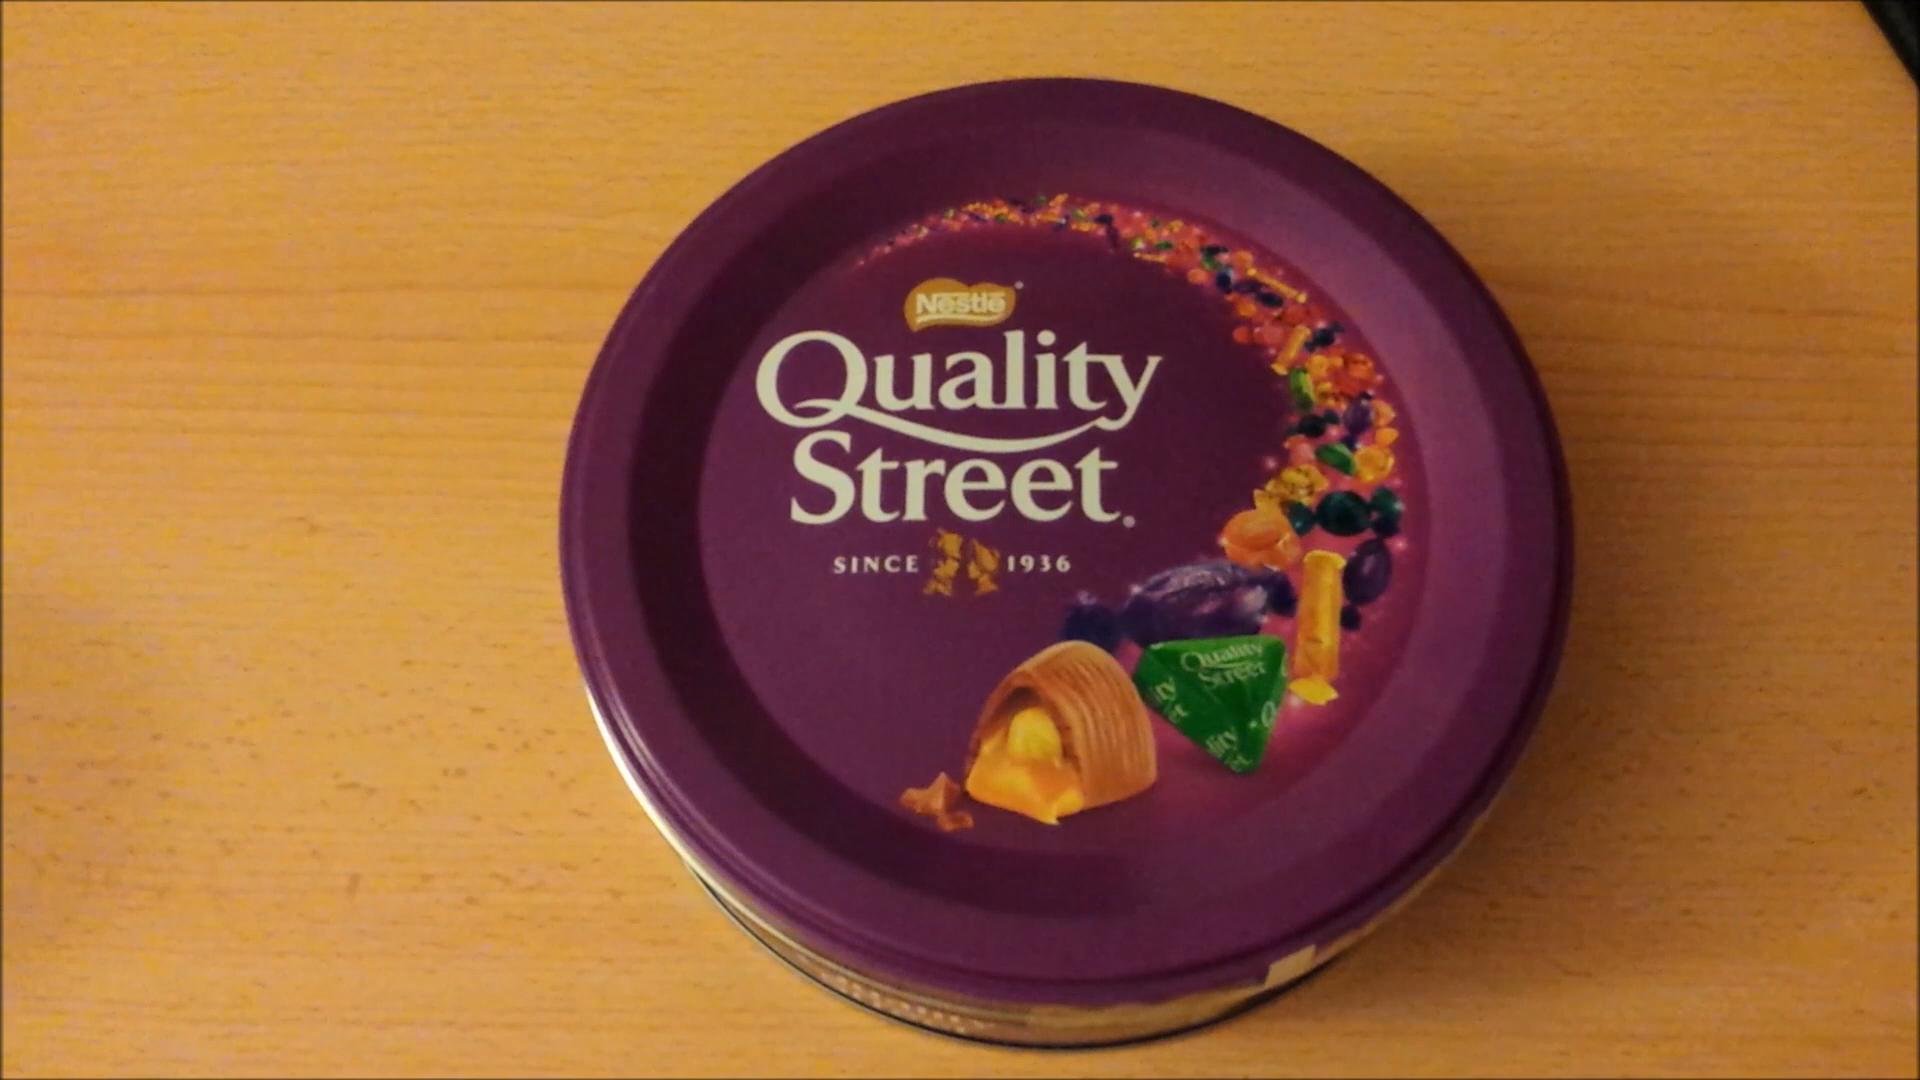 Nestlé
Quality
Street.
SINCE 1936
Quality
Street